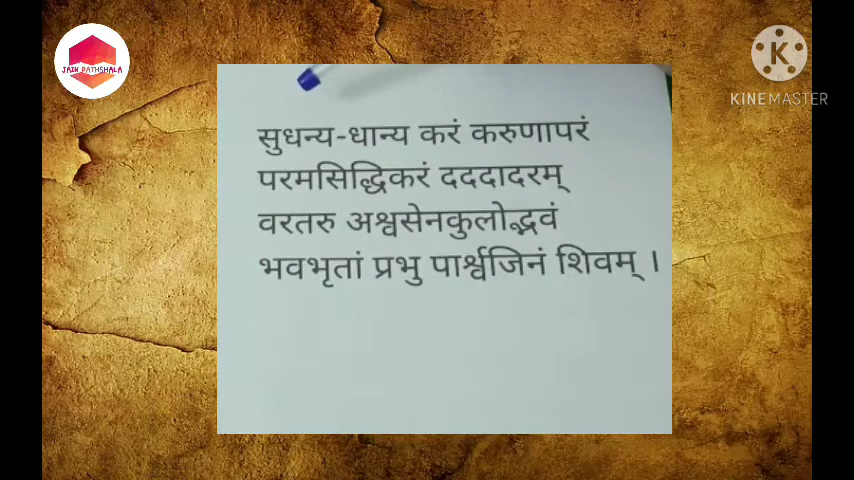 JAIN PATHSHALA
KINEMASTER
सुधन्य-धान्य करं करुणापरं
परमसिद्धिकरं दददादरम्
वरतरु अश्वसेनकुलोद्भवं
भवभृतां प्रभु पार्श्वजिनं शिवम् ।